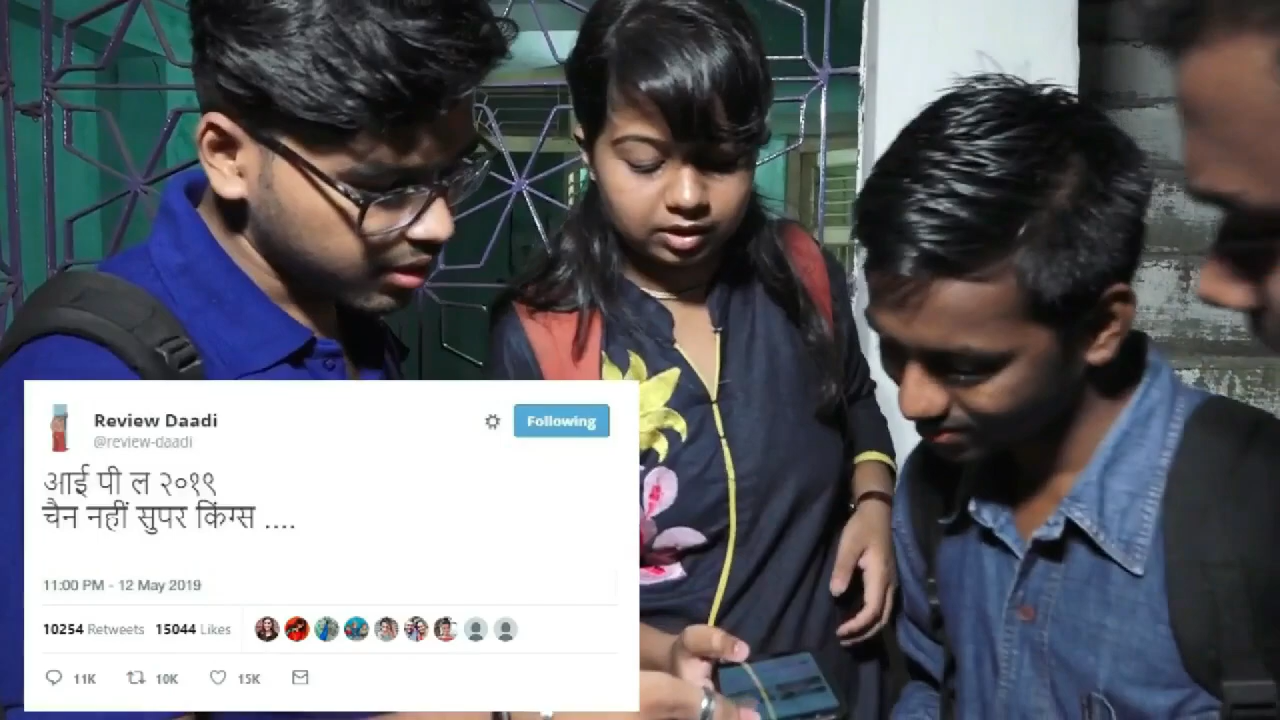 Review Daadi
Following
@review-daadi
आई पी ल २०१९
चैन नहीं सुपर किंग्स ....
11:00 PM - 12 May 2019
10254 Retweets 15044 Likes
11K 10K 15K